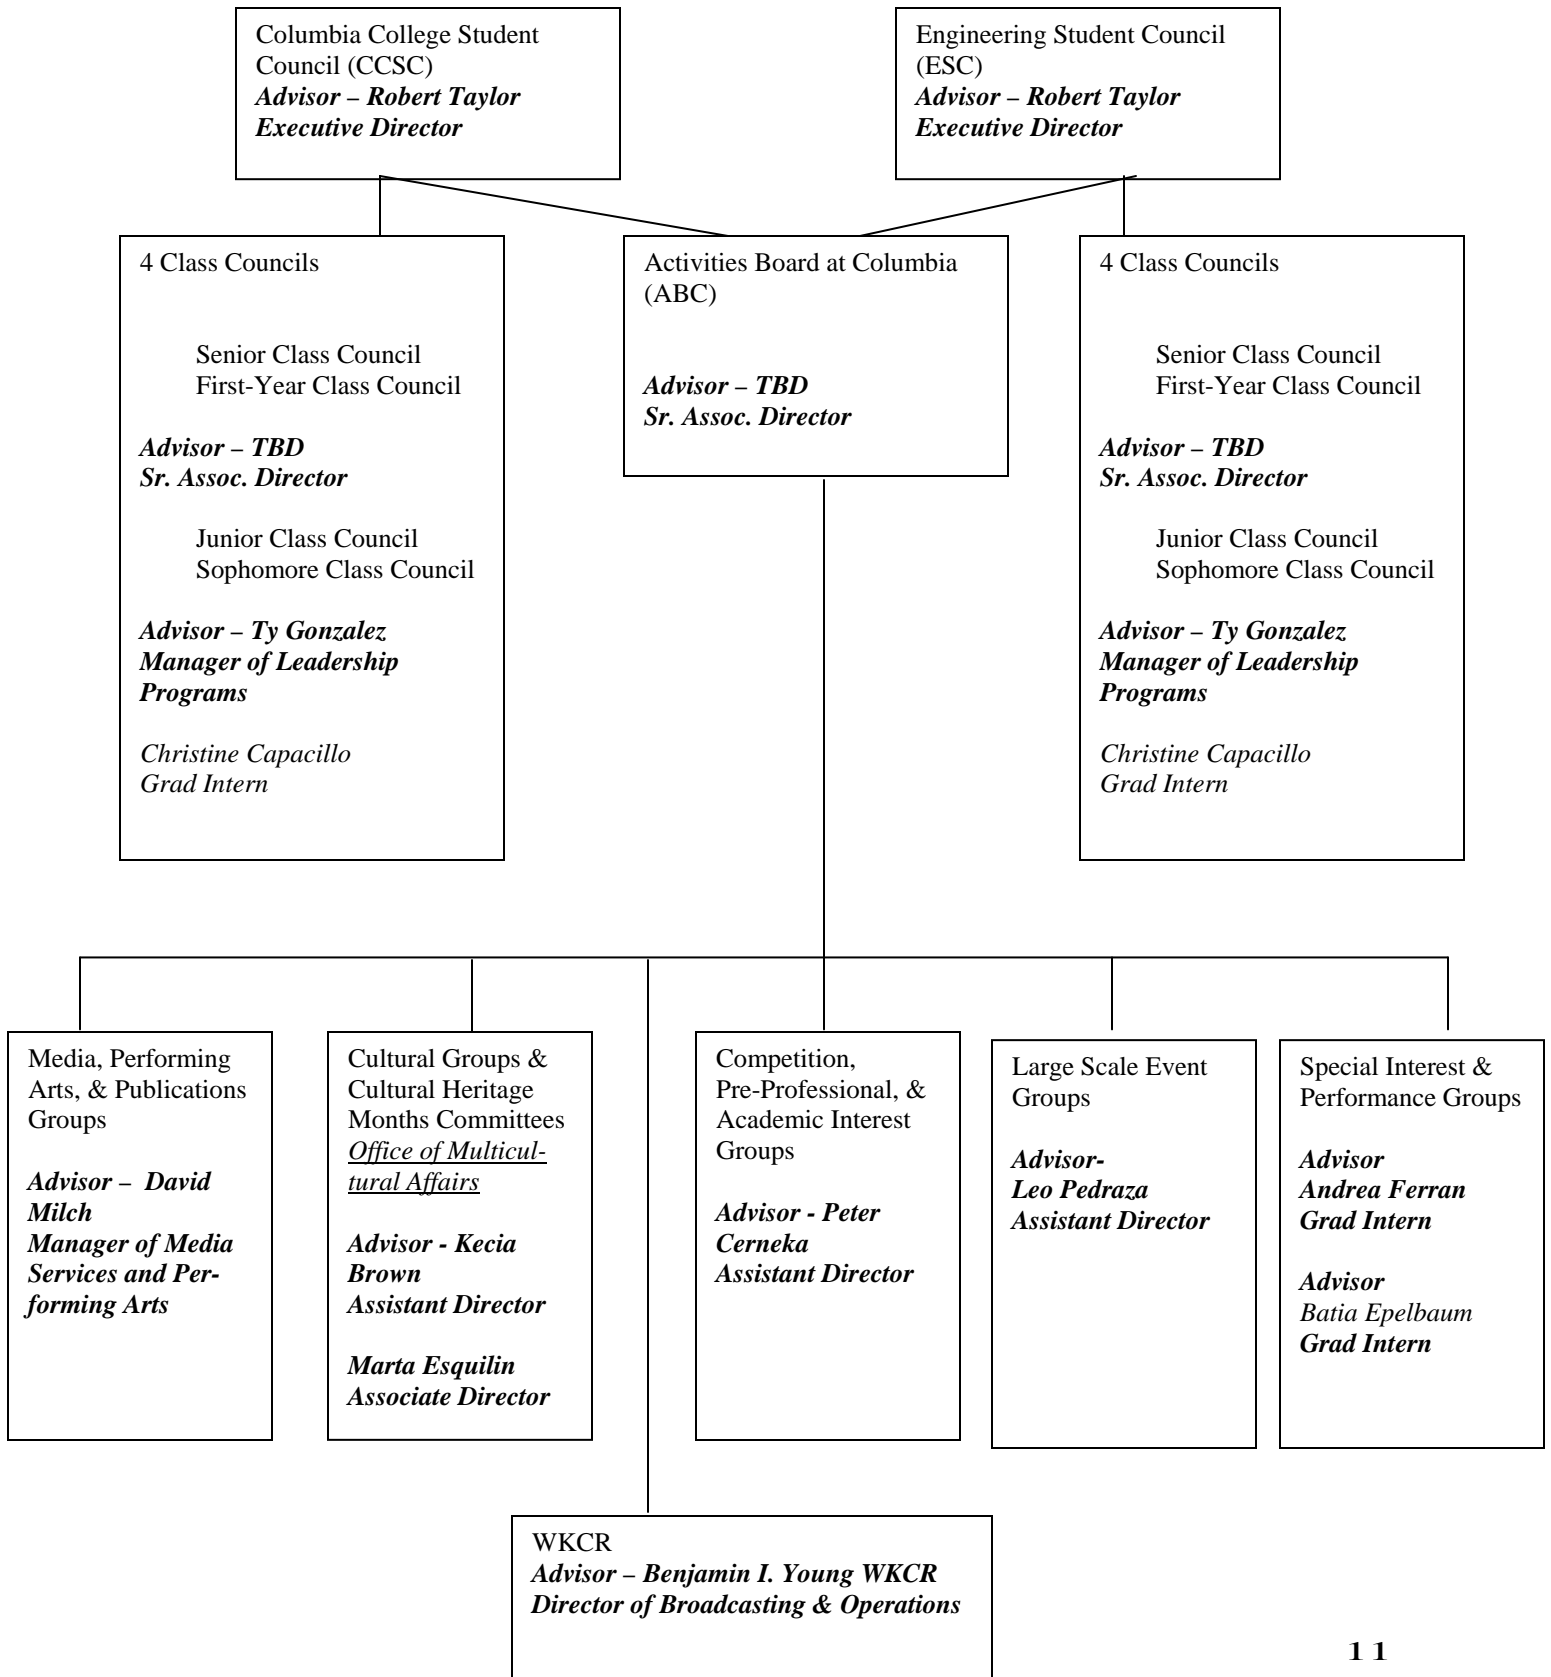 Columbia College Student
Council (CCSC)
Advisor – Robert Taylor
Executive Director
Engineering Student Council
(ESC)
Advisor – Robert Taylor
Executive Director
4 Class Councils
Senior Class Council
First-Year Class Council
Advisor – TBD
Sr. Assoc. Director
Junior Class Council
Sophomore Class Council
Advisor – Ty Gonzalez
Manager of Leadership
Programs
Christine Capacillo
Grad Intern
Activities Board at Columbia
(ABC)
Advisor – TBD
Sr. Assoc. Director
4 Class Councils
Senior Class Council
First-Year Class Council
Advisor – TBD
Sr. Assoc. Director
Junior Class Council
Sophomore Class Council
Advisor – Ty Gonzalez
Manager of Leadership
Programs
Christine Capacillo
Grad Intern
Media, Performing
Arts, & Publications
Groups
Advisor – David
Milch
Manager of Media
Services and Per-
forming Arts
Cultural Groups &
Cultural Heritage
Months Committees
Office of Multicul-
tural Affairs
Advisor - Kecia
Brown
Assistant Director
Marta Esquilin
Associate Director
Competition,
Pre-Professional, &
Academic Interest
Groups
Advisor - Peter
Cerneka
Assistant Director
Large Scale Event
Groups
Advisor-
Leo Pedraza
Assistant Director
Special Interest &
Performance Groups
Advisor
Andrea Ferran
Grad Intern
Advisor
Batia Epelbaum
Grad Intern
WKCR
Advisor – Benjamin I. Young WKCR
Director of Broadcasting & Operations
11